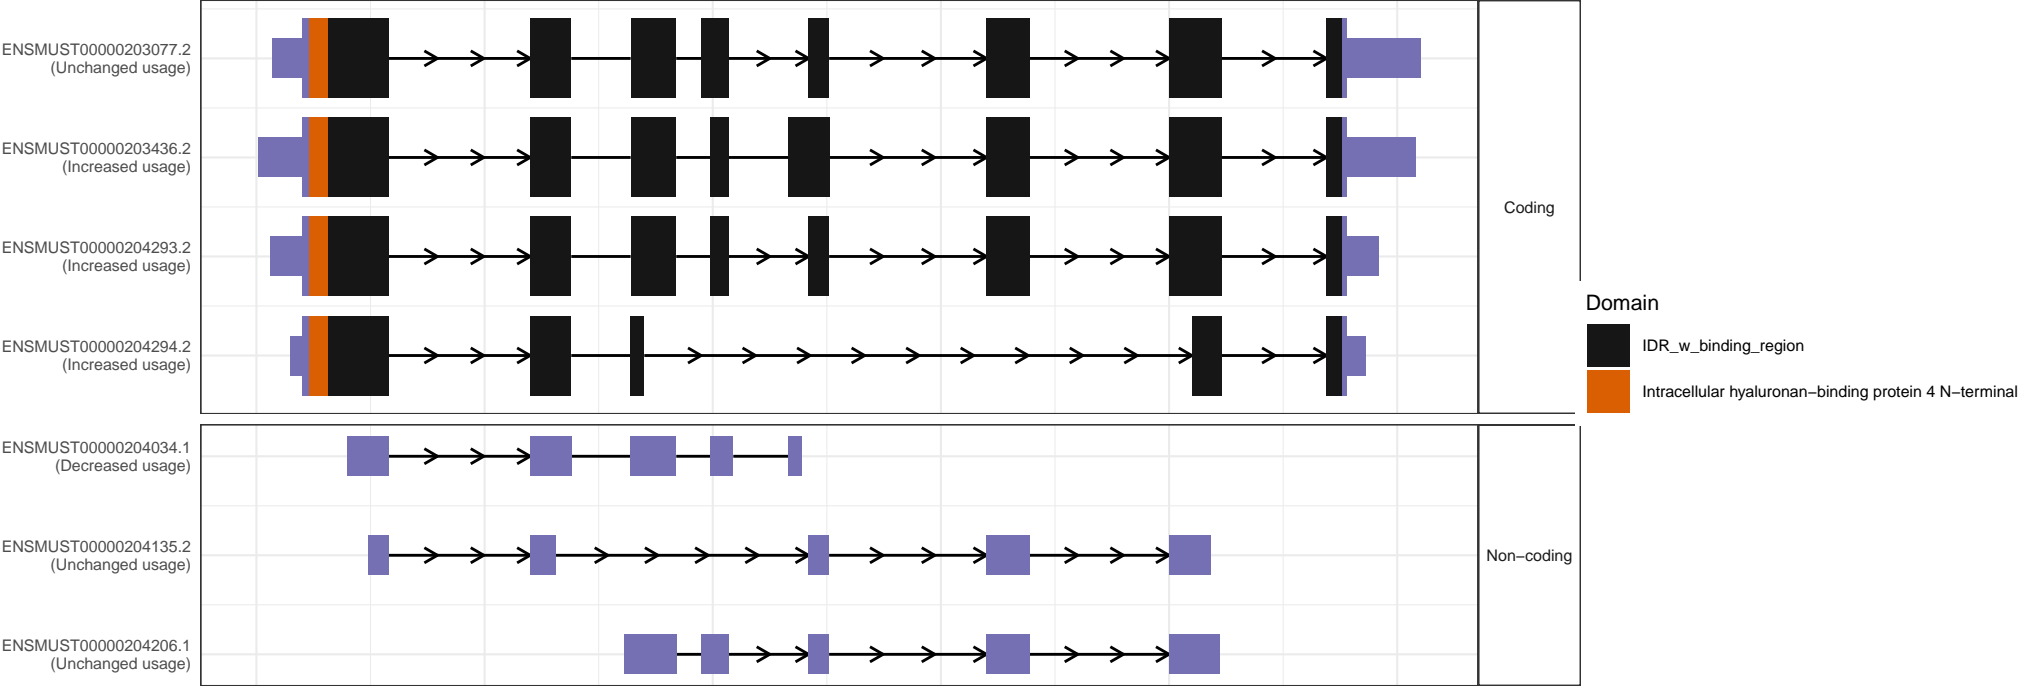 ENSMUST00000203077.2
(Unchanged usage)
ENSMUST00000203436.2
(Increased usage)
ENSMUST00000204293.2
(Increased usage)
ENSMUST00000204294.2
(Increased usage)
Coding
ENSMUST00000204034.1
(Decreased usage)
ENSMUST00000204135.2
(Unchanged usage)
ENSMUST00000204206.1
(Unchanged usage)
Non−coding
Domain
IDR_w_binding_region
Intracellular hyaluronan−binding protein 4 N−terminal